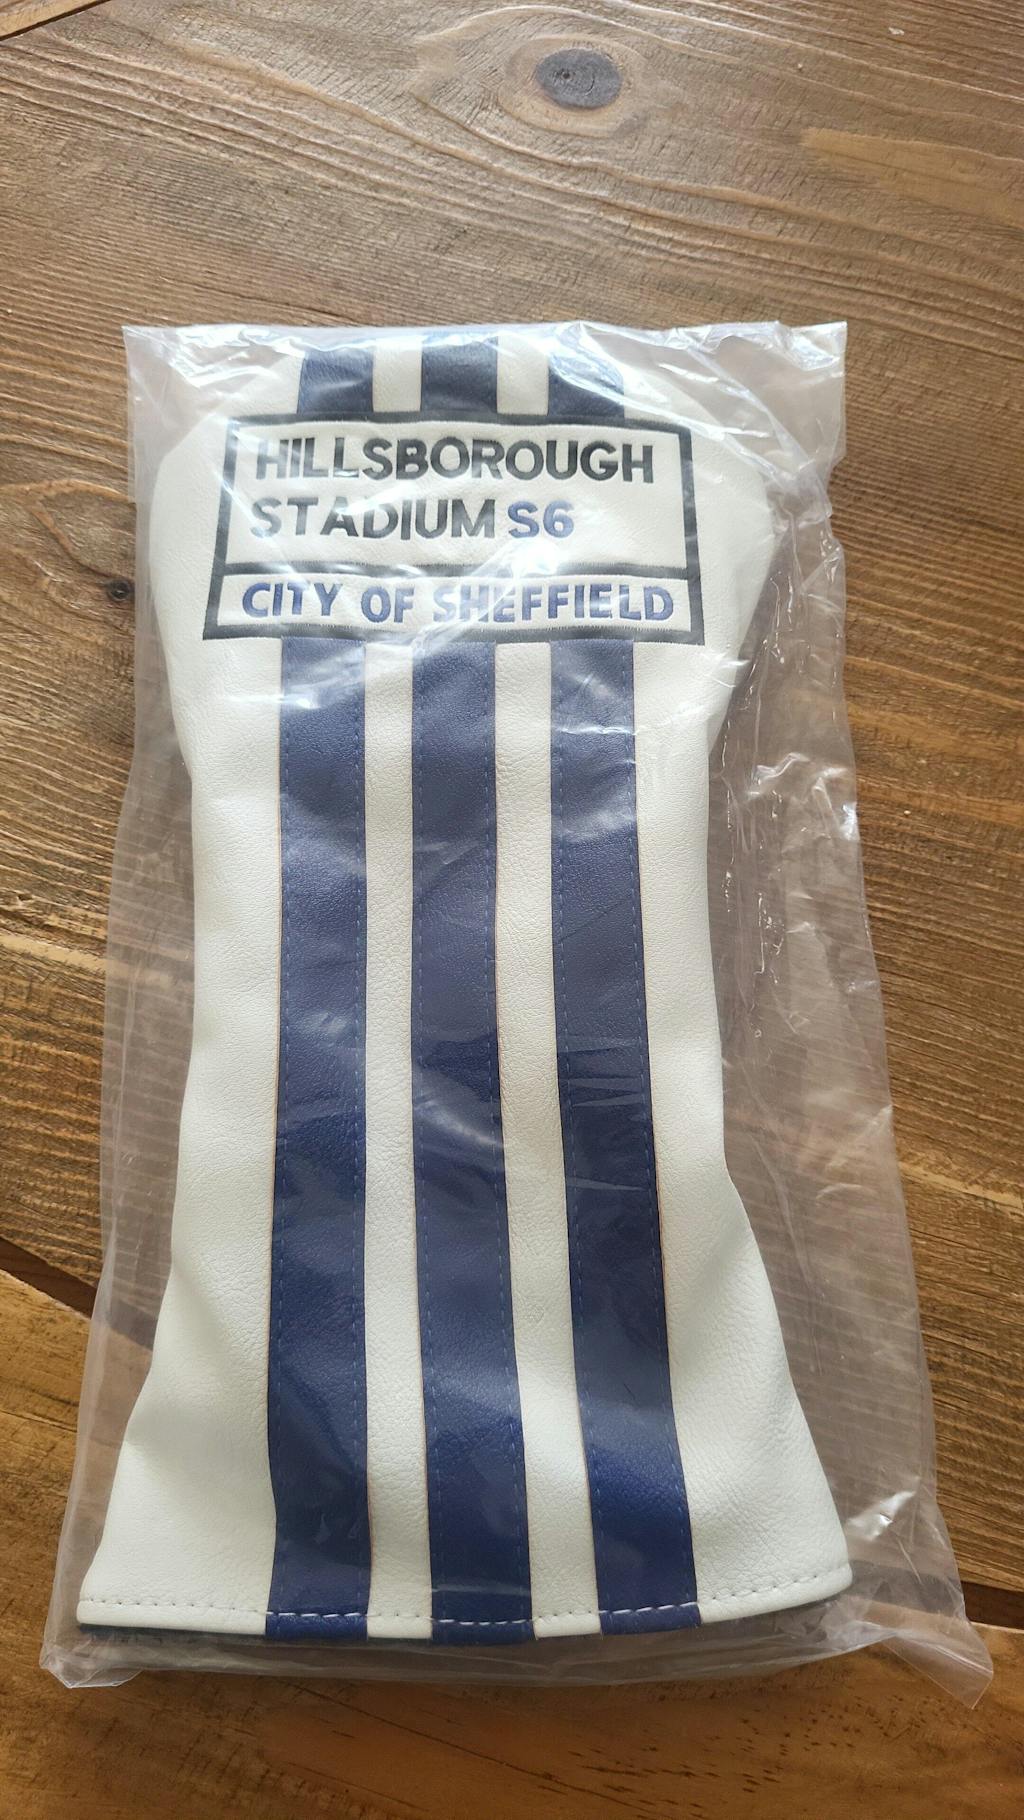 HILLSBOROUGH
STADIUM S6
CITY OF SHEFFIELD